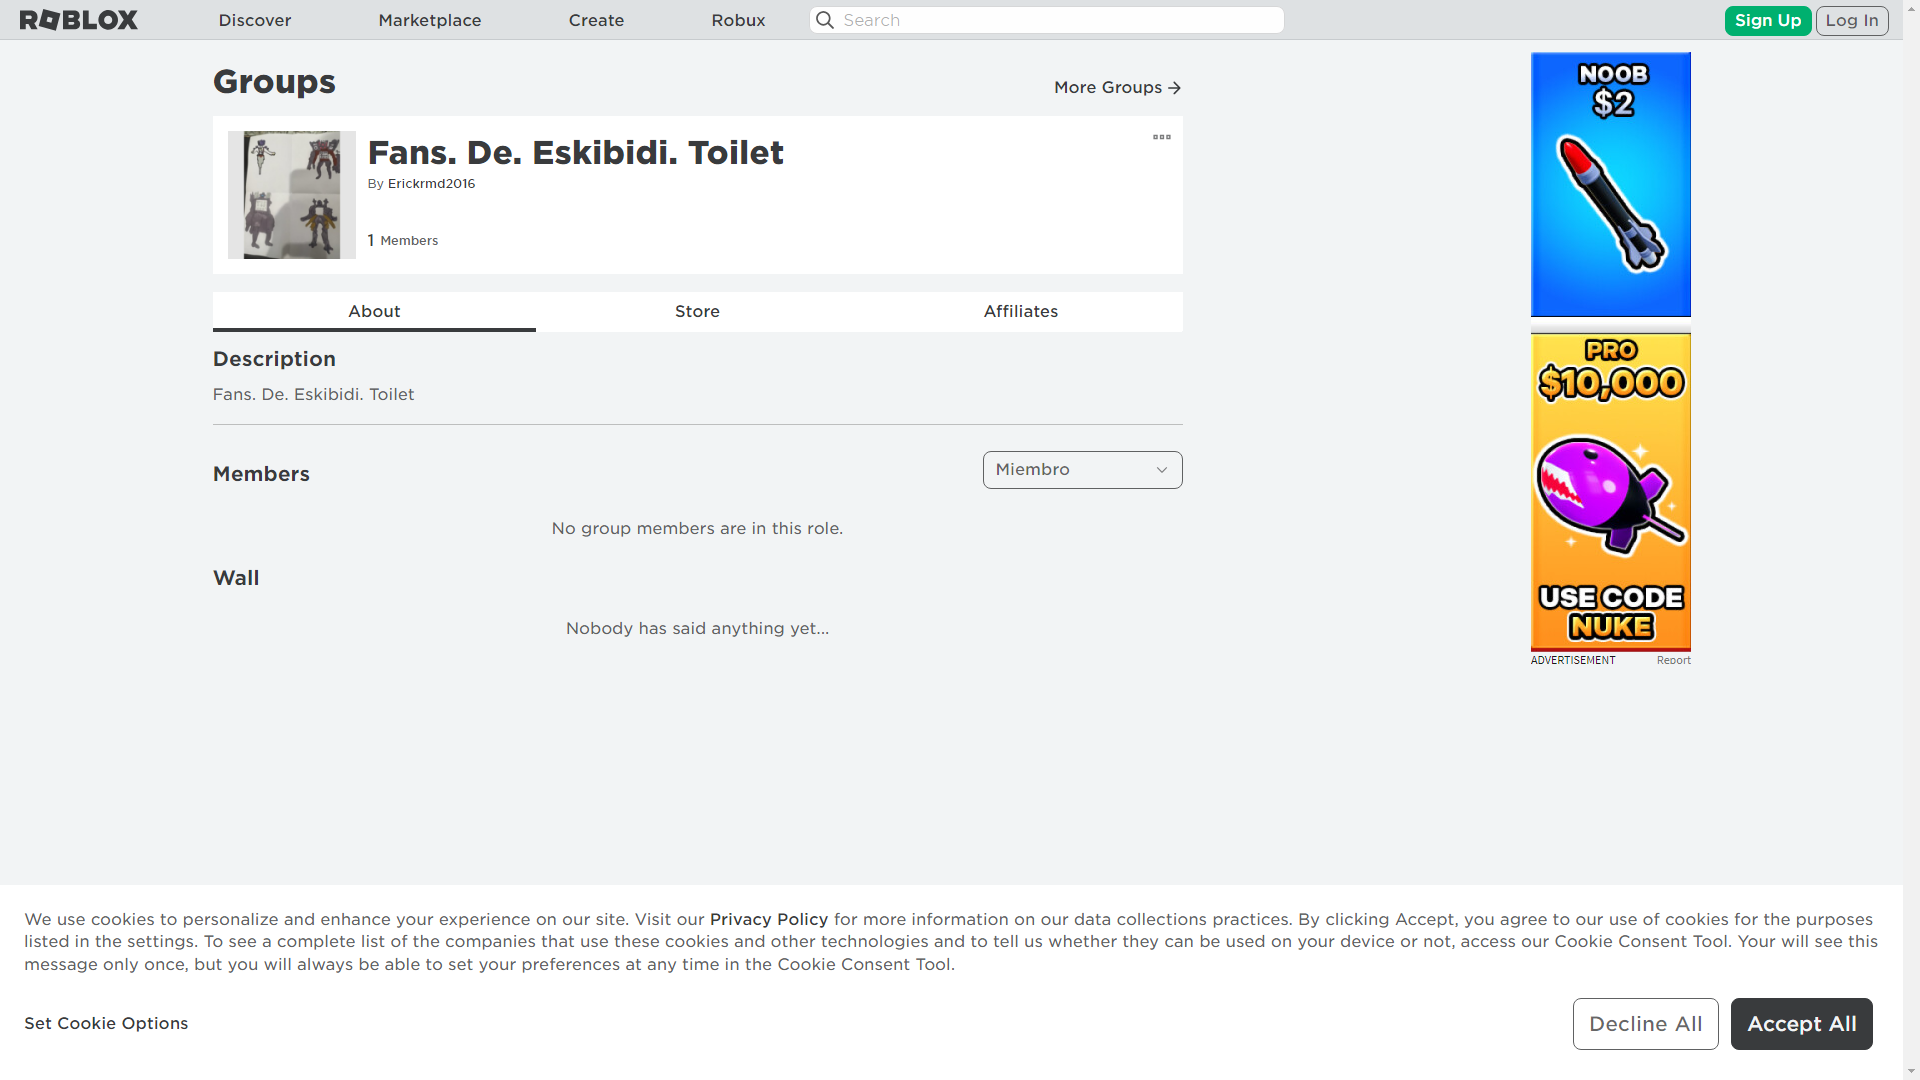 ROBLOX
Discover
Marketplace
Create
Robux
Search
Sign Up
Log In
Groups
More Groups
Fans. De. Eskibidi. Toilet
By Erickrmd2016
1 Members
About
Store
Affiliates
Description
Fans. De. Eskibidi. Toilet
Members
Miembro
No group members are in this role.
Wall
Nobody has said anything yet...
NOOB
$2
PRO
$10,000
USE CODE
NUKE
ADVERTISEMENT
Report
We use cookies to personalize and enhance your experience on our site. Visit our Privacy Policy for more information on our data collections practices. By clicking Accept, you agree to our use of cookies for the purposes
listed in the settings. To see a complete list of the companies that use these cookies and other technologies and to tell us whether they can be used on your device or not, access our Cookie Consent Tool. Your will see this
message only once, but you will always be able to set your preferences at any time in the Cookie Consent Tool.
Set Cookie Options
Decline All
Accept All